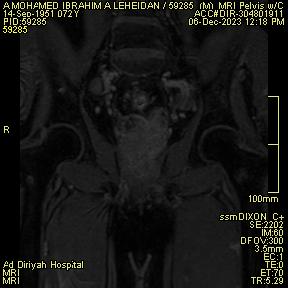 A MOHAMED IBRAHIM A LEHEIDAN / 59285 (M) MRI Pelvis w/C
14-Sep-1951 072Y ACC#DIR-304801911
PID:59285 06-Dec-2023 12:18 PM
59285
R
100mm
ssmDIXON_C+
SE:2202
IM:60
DFOV:300
3.5mm
Ad Diriyah Hospital EC:1
MRI TE:0
MRI ET:70
TR:5.29